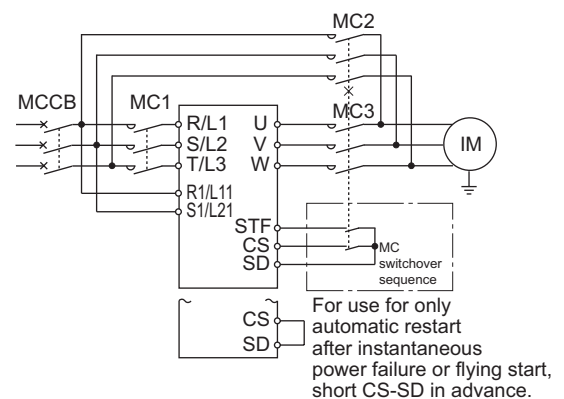 MC2
MCCB
MC1
MC3
R/L1
U
S/L2
V
IM
T/L3
W
R1/L11
S1/L21
STF
CS
SD
MC
switchover
sequence
CS
SD
For use for only
automatic restart
after instantaneous
power failure or flying start,
short CS-SD in advance.